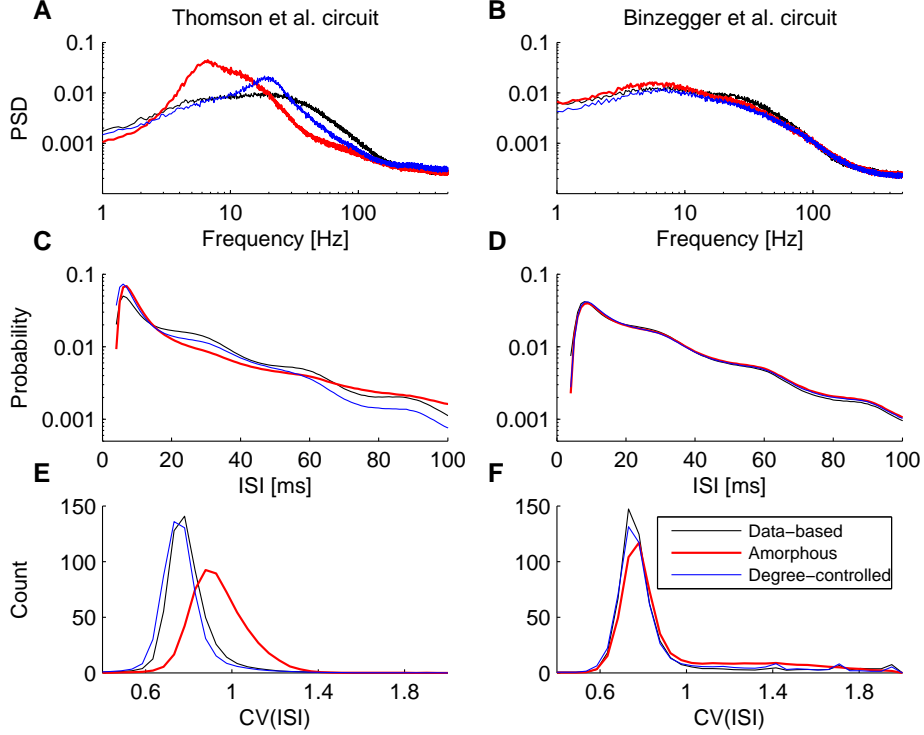 A
Thomson et al. circuit
B
Binzegger et al. circuit
PSD
0.1
0.01
0.001
1
10
100
Frequency [Hz]
0.1
0.01
0.001
1
10
100
Frequency [Hz]
C
D
Probability
0.1
0.01
0.001
0
20
40
60
80
100
ISI [ms]
0.1
0.01
0.001
0
20
40
60
80
100
ISI [ms]
E
F
Count
150
100
50
0
0.6
1
1.4
1.8
CV(ISI)
150
100
50
0
0.6
1
1.4
1.8
CV(ISI)
Data−based
Amorphous
Degree−controlled